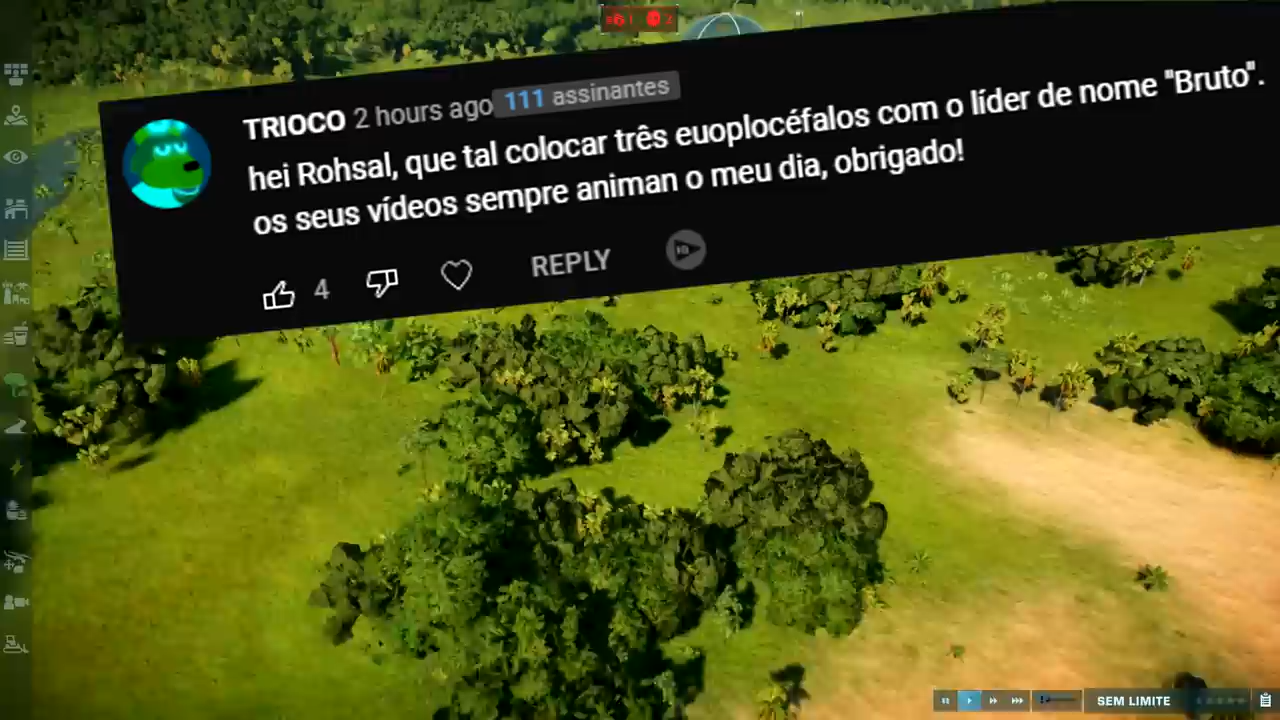 TRIOCO 2 hours ago 111 assinantes
hei Rohsal, que tal colocar três euoplocéfalos com o líder de nome "Bruto".
os seus vídeos sempre animan o meu dia, obrigado!
4 REPLY
SEM LIMITE